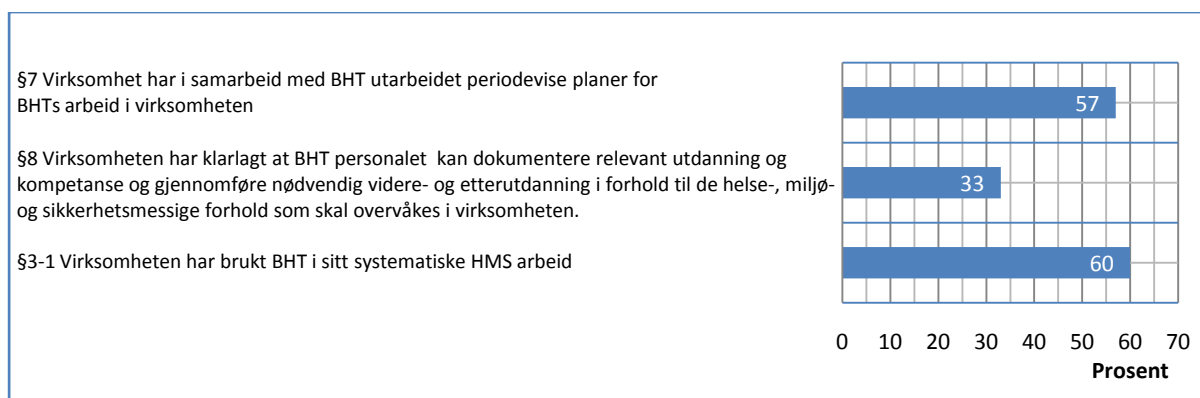 §7 Virksomhet har i samarbeid med BHT utarbeidet periodevise planer for
BHTs arbeid i virksomheten
57
§8 Virksomheten har klarlagt at BHT personalet kan dokumentere relevant utdanning og
kompetanse og gjennomføre nødvendig videre- og etterutdanning i forhold til de helse-, miljø-
og sikkerhetsmessige forhold som skal overvåkes i virksomheten.
33
§3-1 Virksomheten har brukt BHT i sitt systematiske HMS arbeid
60
0 10 20 30 40 50 60 70
Prosent